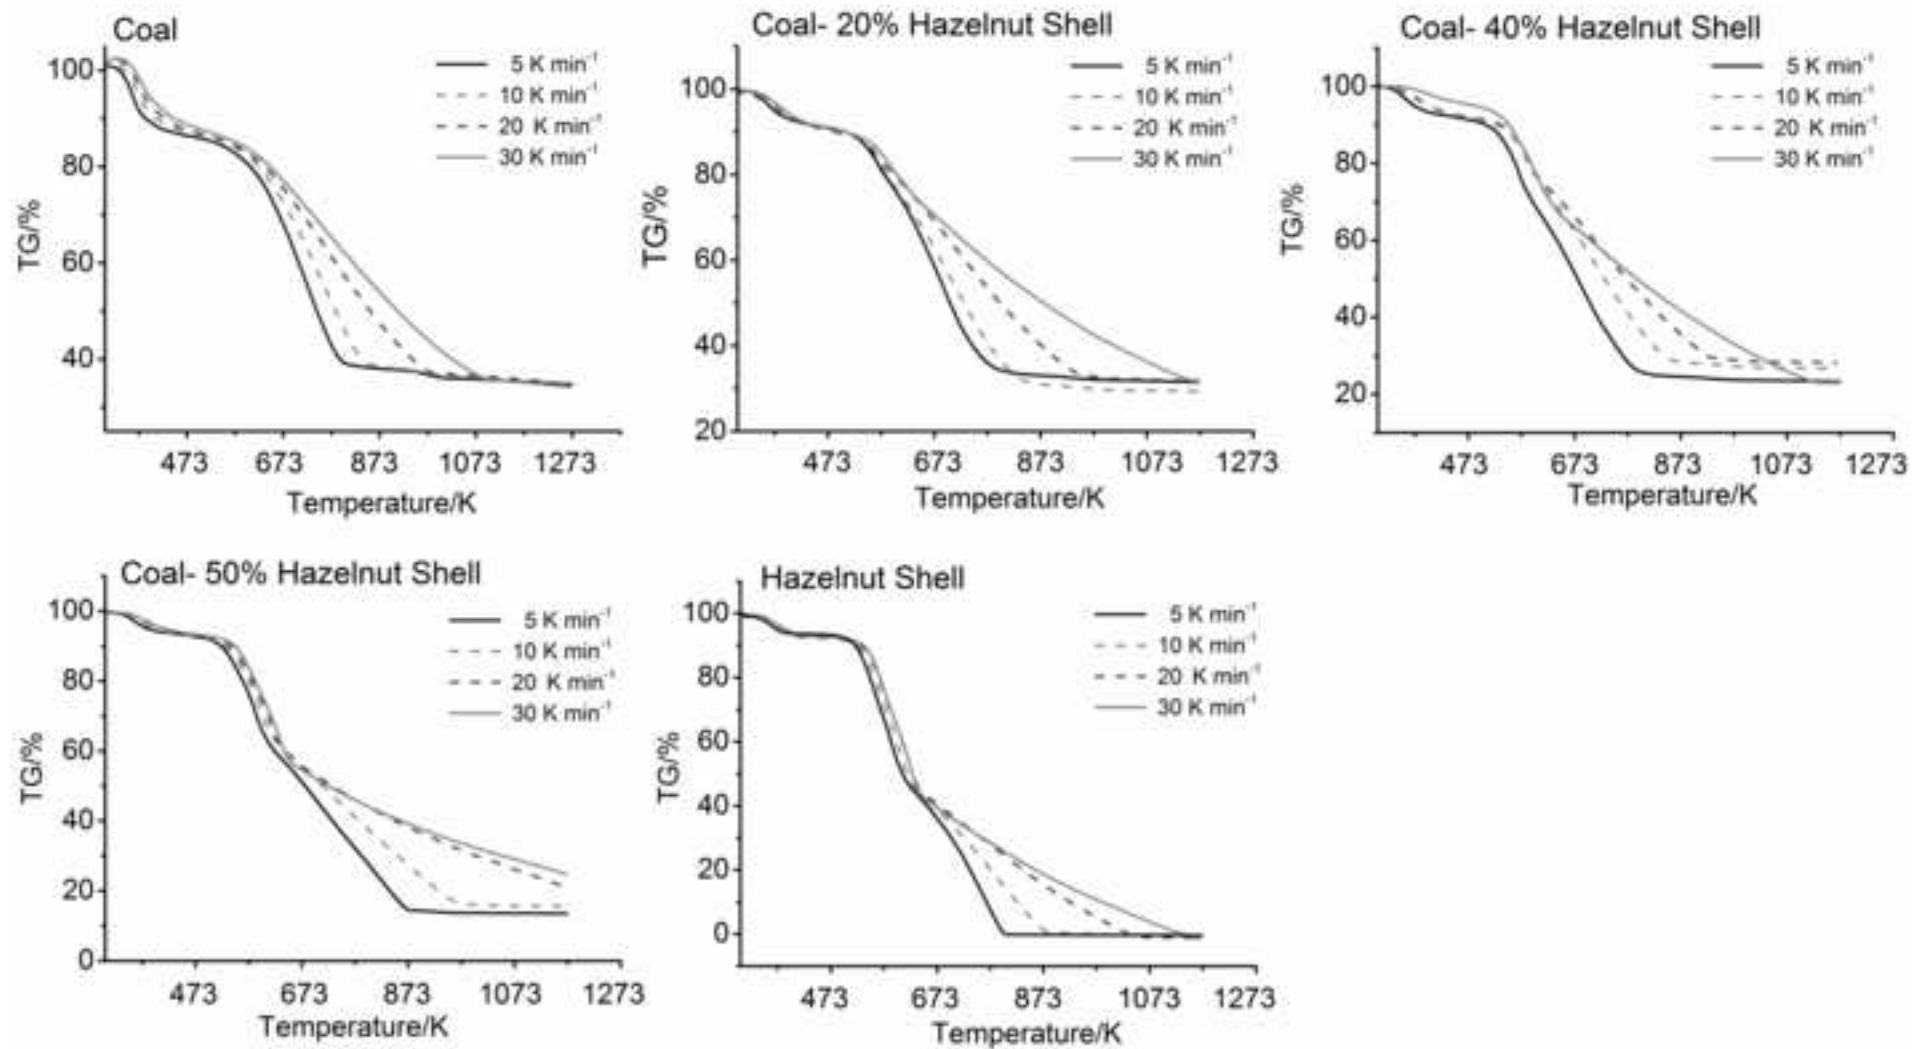 Coal
5 K min⁻¹
10 K min⁻¹
20 K min⁻¹
30 K min⁻¹
100
80
60
40
TG/%
473 673 873 1073 1273
Temperature/K
Coal- 20% Hazelnut Shell
5 K min⁻¹
10 K min⁻¹
20 K min⁻¹
30 K min⁻¹
100
80
60
40
20
TG/%
473 673 873 1073 1273
Temperature/K
Coal- 40% Hazelnut Shell
5 K min⁻¹
10 K min⁻¹
20 K min⁻¹
30 K min⁻¹
100
80
60
40
20
TG/%
473 673 873 1073 1273
Temperature/K
Coal- 50% Hazelnut Shell
5 K min⁻¹
10 K min⁻¹
20 K min⁻¹
30 K min⁻¹
100
80
60
40
20
0
TG/%
473 673 873 1073 1273
Temperature/K
Hazelnut Shell
5 K min⁻¹
10 K min⁻¹
20 K min⁻¹
30 K min⁻¹
100
80
60
40
20
0
TG/%
473 673 873 1073 1273
Temperature/K